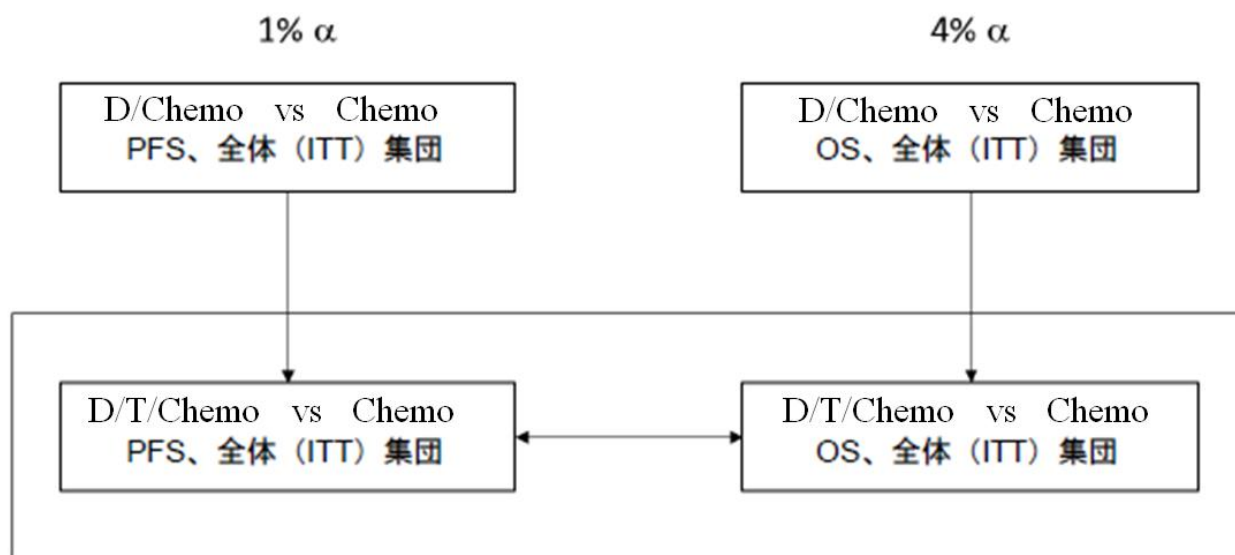 1% α
4% α
D/Chemo vs Chemo
PFS、全体（ITT）集団
D/Chemo vs Chemo
OS、全体（ITT）集団
D/T/Chemo vs Chemo
PFS、全体（ITT）集団
D/T/Chemo vs Chemo
OS、全体（ITT）集団